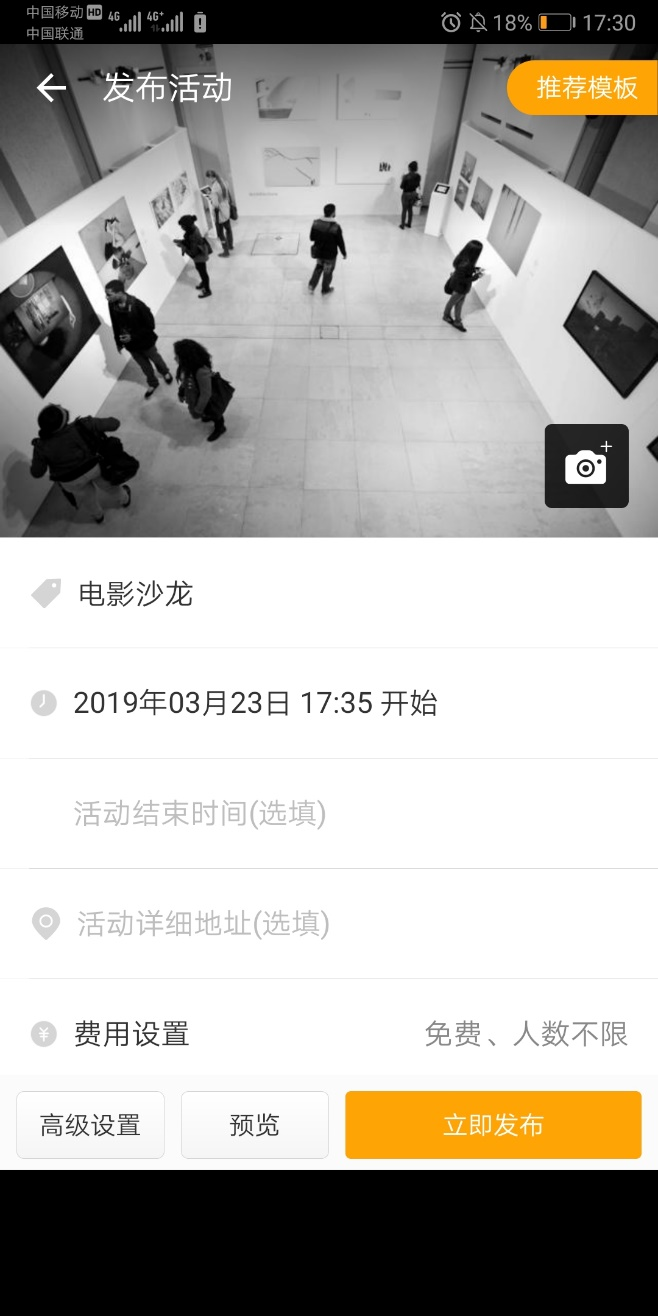 中国移动 HD 4G 4G+
中国联通
18% 17:30
发布活动
推荐模板
电影沙龙
2019年03月23日 17:35 开始
活动结束时间(选填)
活动详细地址(选填)
¥ 费用设置 免费、人数不限
高级设置 预览 立即发布